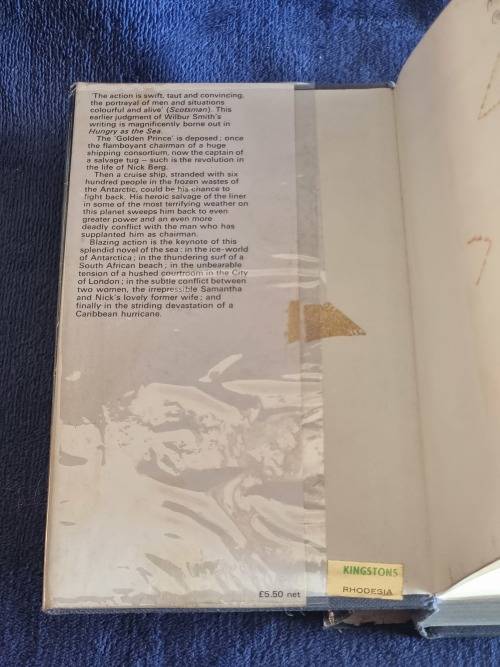 'The action is swift, taut and convincing,
the portrayal of men and situations
colourful and alive' (Scotsman). This
earlier judgment of Wilbur Smith's
writing is magnificently borne out in
Hungry as the Sea.
The 'Golden Prince' is deposed; once
the flamboyant chairman of a huge
shipping consortium, now the captain of
a salvage tug – such is the revolution in
the life of Nick Berg.
Then a cruise ship, stranded with six
hundred people in the frozen wastes of
the Antarctic, could be his chance to
fight back. His heroic salvage of the liner
in some of the most terrifying weather on
this planet sweeps him back to even
greater power and an even more
deadly conflict with the man who has
supplanted him as chairman.
Blazing action is the keynote of this
splendid novel of the sea: in the ice-world
of Antarctica; in the thundering surf of a
South African beach; in the unbearable
tension of a hushed courtroom in the City
of London; in the subtle conflict between
two women, the irrepressible Samantha
and Nick's lovely former wife; and
finally in the striding devastation of a
Caribbean hurricane.
£5.50 net
KINGSTONS
RHODESIA